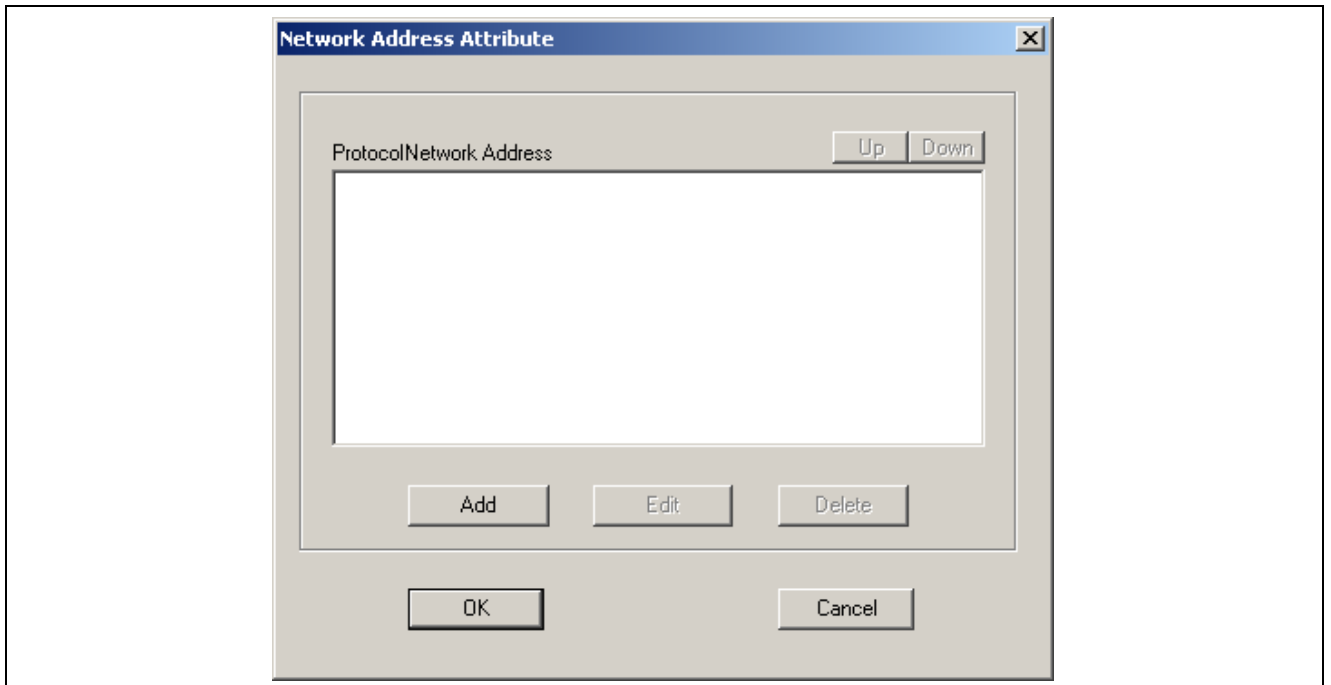 Network Address Attribute
ProtocolNetwork Address
Up Down
Add Edit Delete
OK Cancel